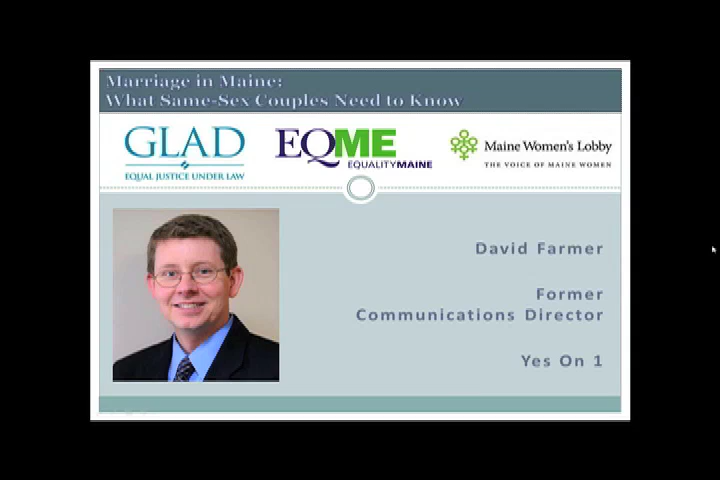 Marriage in Maine:
What Same-Sex Couples Need to Know
GLAD
EQUAL JUSTICE UNDER LAW
EQME
EQUALITYMAINE
Maine Women's Lobby
THE VOICE OF MAINE WOMEN
David Farmer
Former
Communications Director
Yes On 1